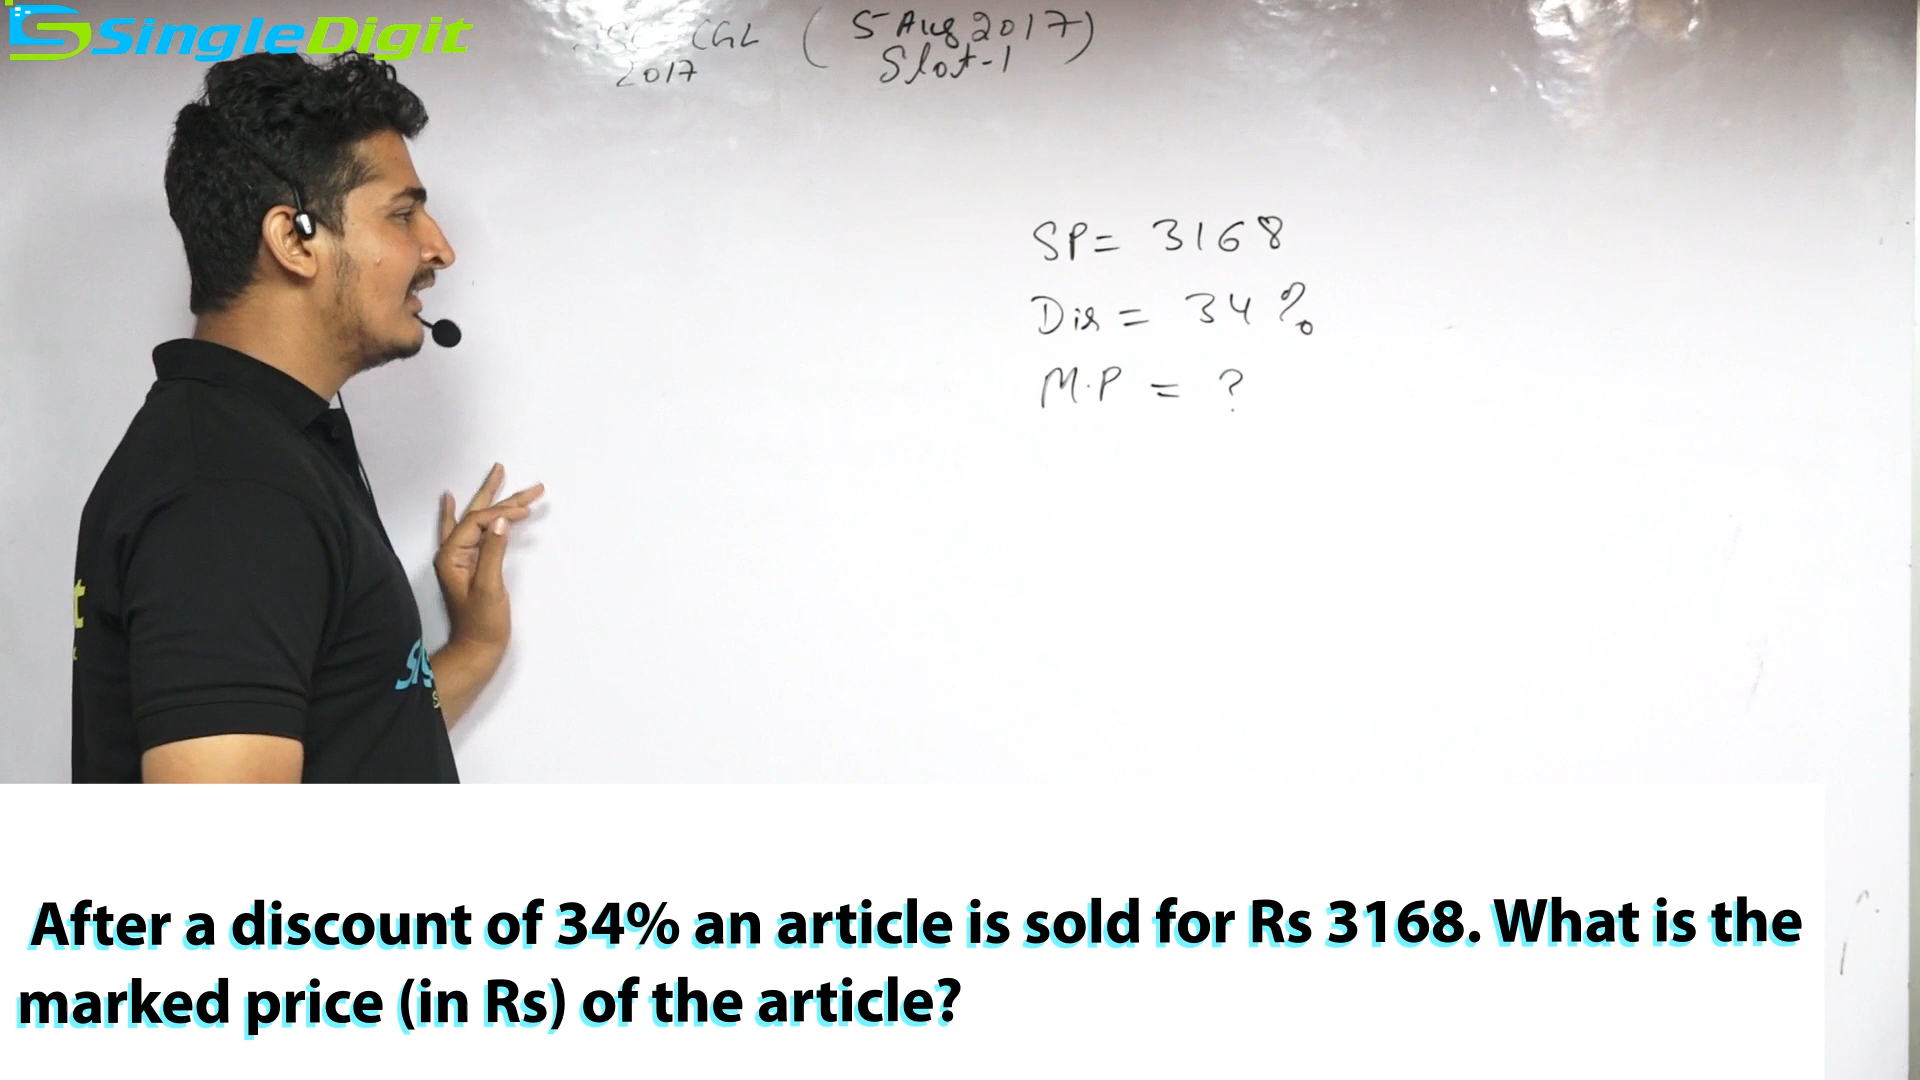 SingleDigit
CGL (5 Aug 2017)
2017 Slot-1
SP = 3168
Dis = 34 %
M.P = ?
t
After a discount of 34% an article is sold for Rs 3168. What is the
marked price (in Rs) of the article?